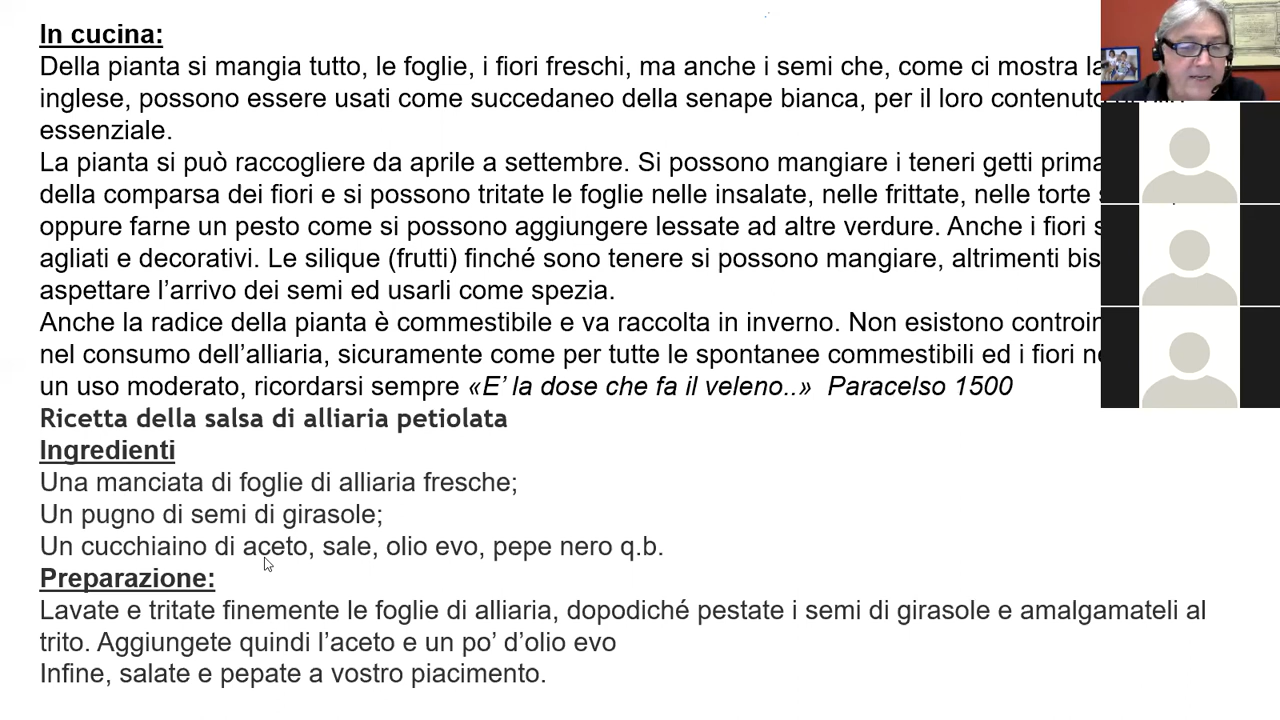 In cucina:
Della pianta si mangia tutto, le foglie, i fiori freschi, ma anche i semi che, come ci mostra
inglese, possono essere usati come succedaneo della senape bianca, per il loro contenuto
essenziale.
La pianta si può raccogliere da aprile a settembre. Si possono mangiare i teneri getti prima
della comparsa dei fiori e si possono tritate le foglie nelle insalate, nelle frittate, nelle torte
oppure farne un pesto come si possono aggiungere lessate ad altre verdure. Anche i fiori
agliati e decorativi. Le silique (frutti) finché sono tenere si possono mangiare, altrimenti
aspettare l’arrivo dei semi ed usarli come spezia.
Anche la radice della pianta è commestibile e va raccolta in inverno. Non esistono
nel consumo dell’alliaria, sicuramente come per tutte le spontanee commestibili ed i fiori
un uso moderato, ricordarsi sempre «E’ la dose che fa il veleno..» Paracelso 1500
Ricetta della salsa di alliaria petiolata
Ingredienti
Una manciata di foglie di alliaria fresche;
Un pugno di semi di girasole;
Un cucchiaino di aceto, sale, olio evo, pepe nero q.b.
Preparazione:
Lavate e tritate finemente le foglie di alliaria, dopodiché pestate i semi di girasole e amalgamateli al
trito. Aggiungete quindi l’aceto e un po’ d’olio evo
Infine, salate e pepate a vostro piacimento.